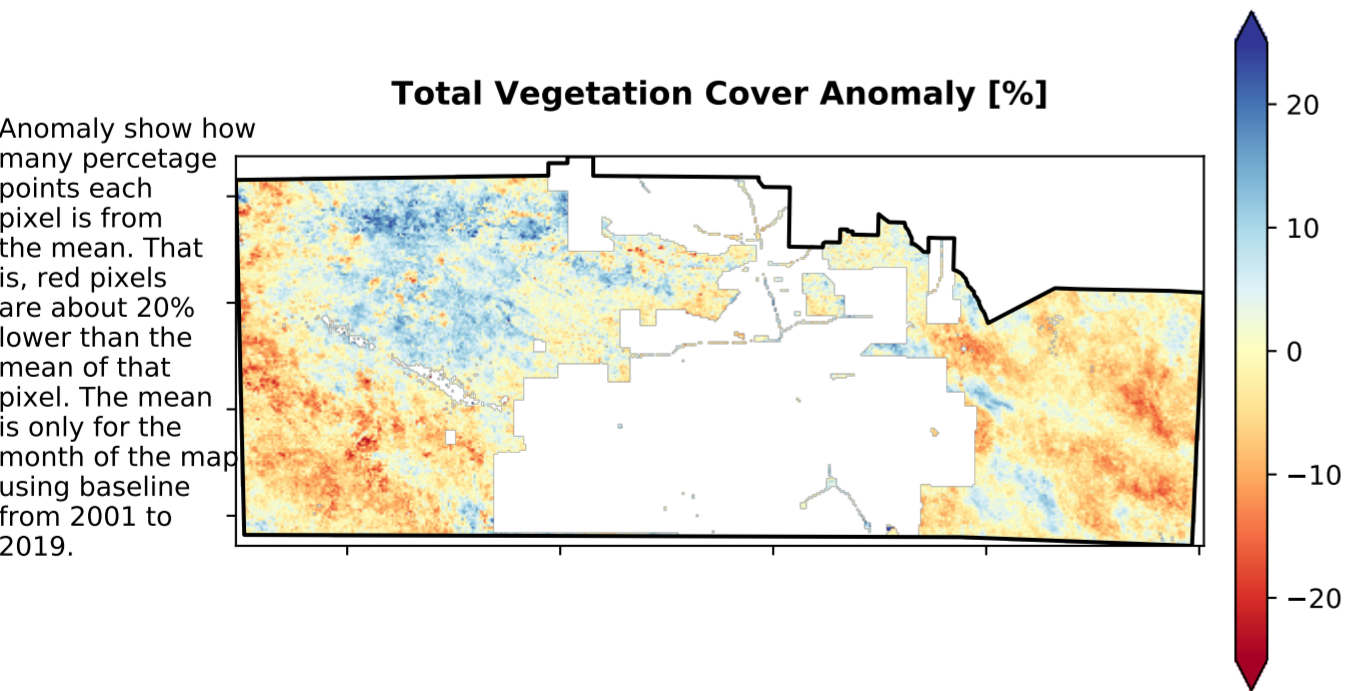 Total Vegetation Cover Anomaly [%]
Anomaly show how
many percetage
points each
pixel is from
the mean. That
is, red pixels
are about 20%
lower than the
mean of that
pixel. The mean
is only for the
month of the map
using baseline
from 2001 to
2019.
20
10
0
−10
−20